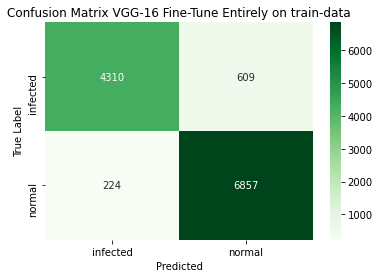 Confusion Matrix VGG-16 Fine-Tune Entirely on train-data
True Label
infected
normal
4310
609
224
6857
infected
normal
Predicted
6000
5000
4000
3000
2000
1000